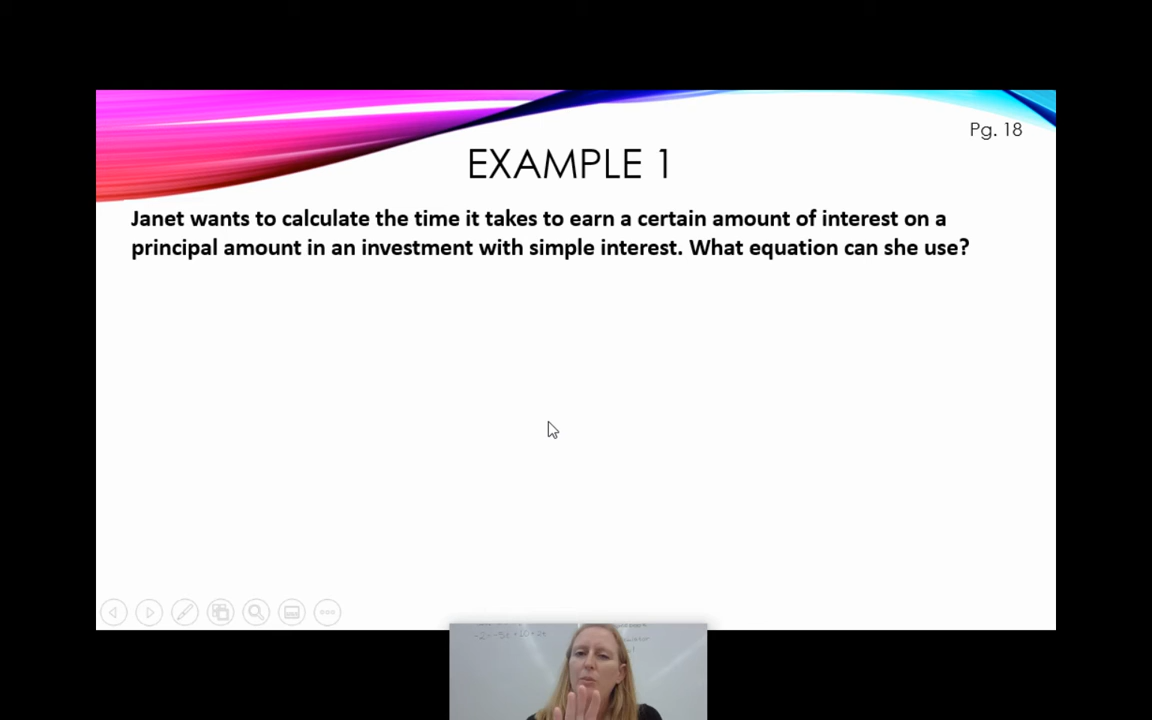 Pg. 18
EXAMPLE 1
Janet wants to calculate the time it takes to earn a certain amount of interest on a
principal amount in an investment with simple interest. What equation can she use?